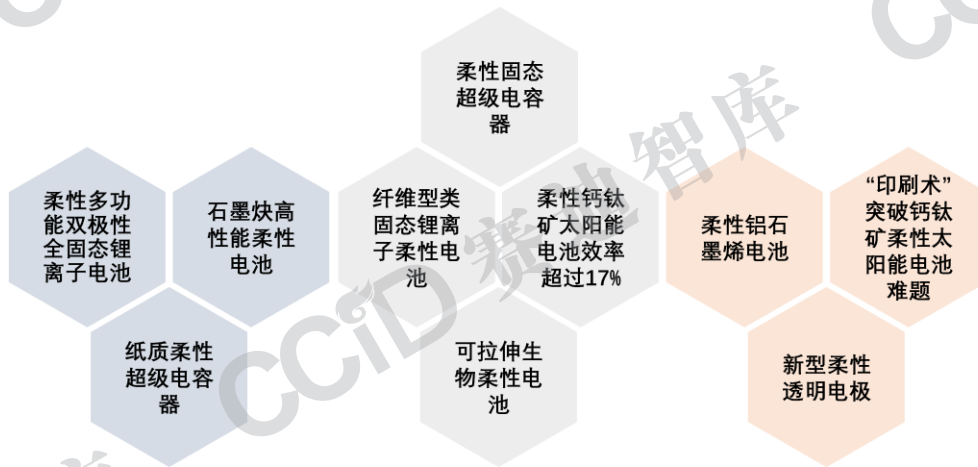 柔性固态
超级电容
器
柔性多功
能双极性
全固态锂
离子电池
石墨炔高
性能柔性
电池
纤维型类
固态锂离
子柔性电
池
柔性钙钛
矿太阳能
电池效率
超过17%
柔性铝石
墨烯电池
“印刷术”
突破钙钛
矿柔性太
阳能电池
难题
纸质柔性
超级电容
器
可拉伸生
物柔性电
池
新型柔性
透明电极
CCiD 赛迪智库